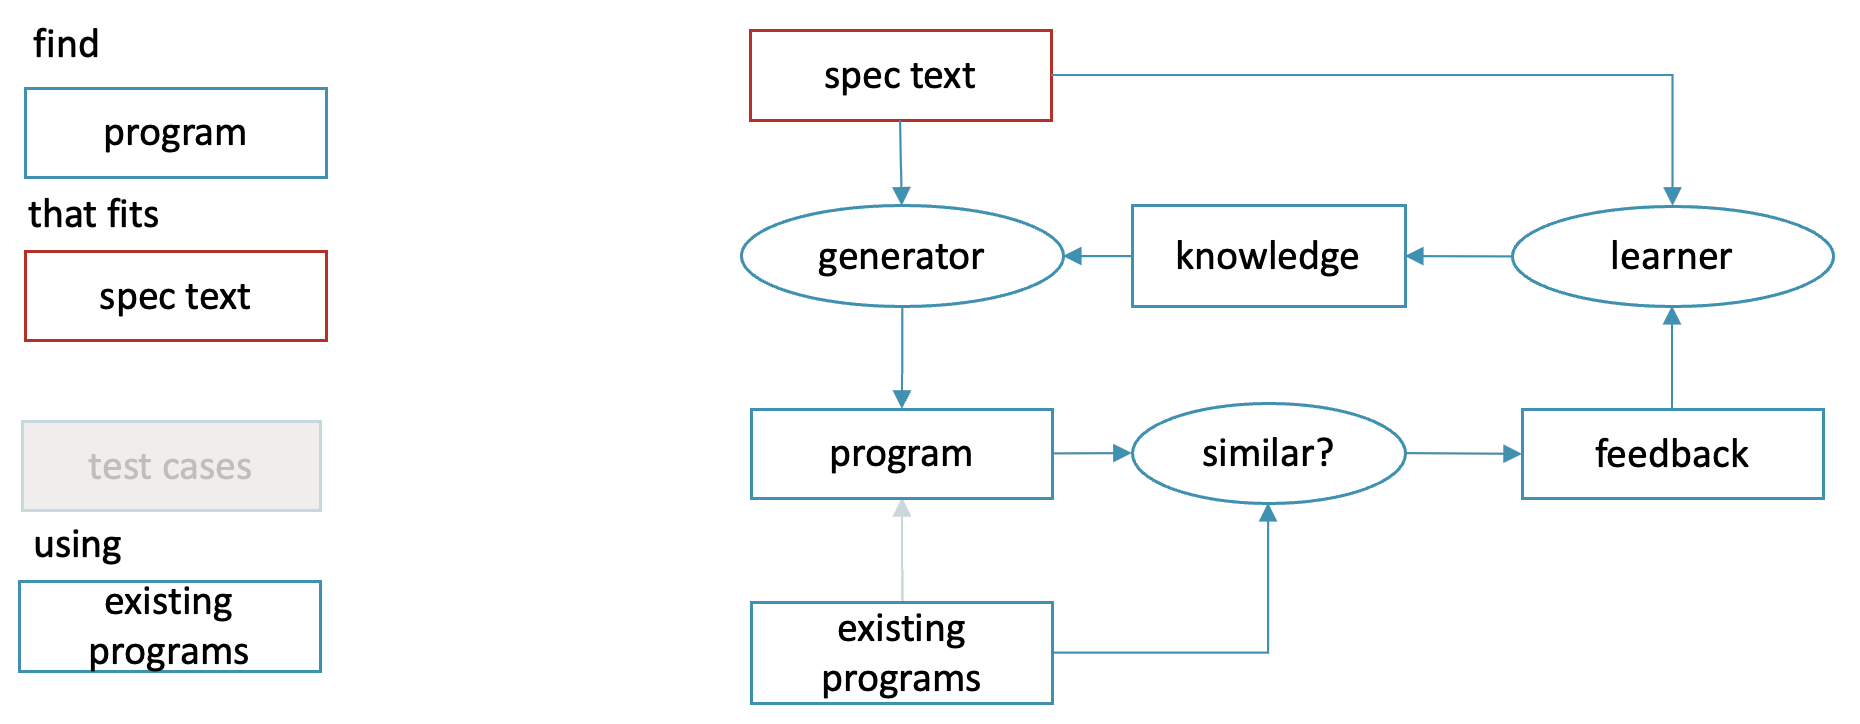 find
program
that fits
spec text
test cases
using
existing
programs
spec text
generator
knowledge
learner
program
similar?
feedback
existing
programs